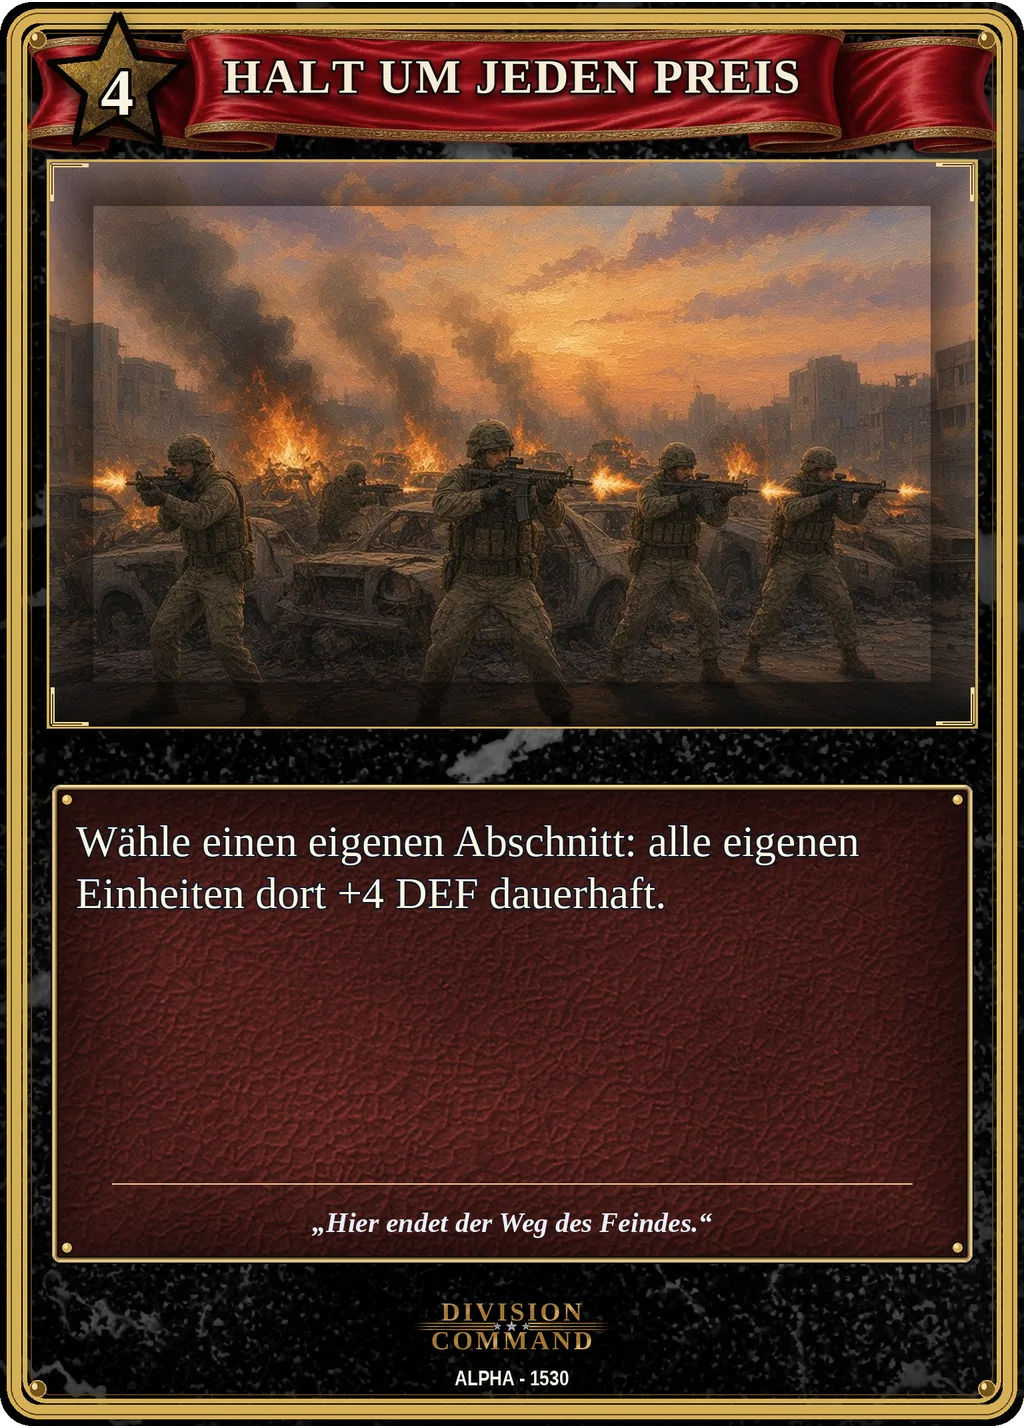 4
HALT UM JEDEN PREIS
Wähle einen eigenen Abschnitt: alle eigenen
Einheiten dort +4 DEF dauerhaft.
„Hier endet der Weg des Feindes.“
DIVISION
COMMAND
ALPHA - 1530